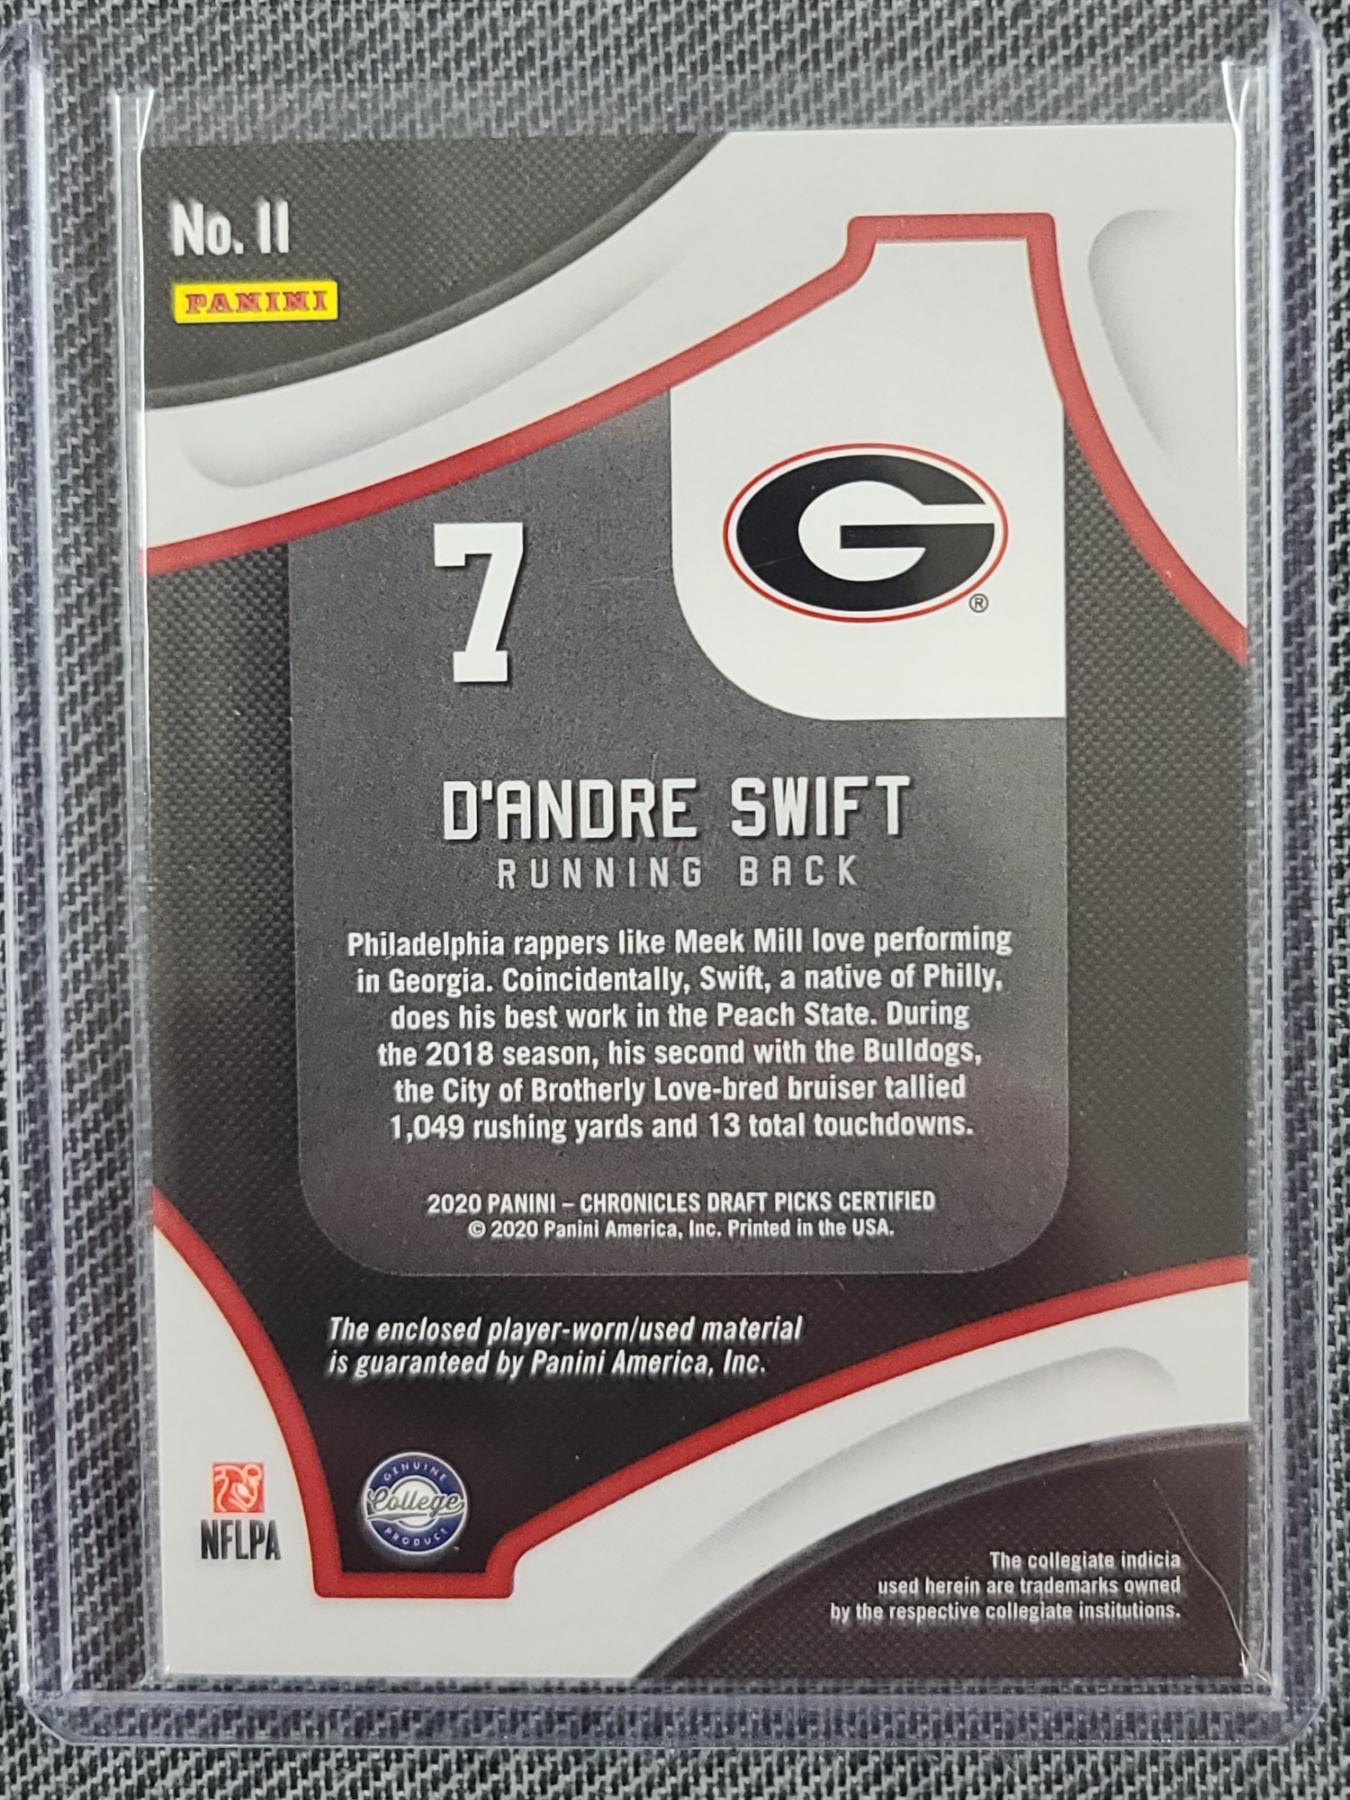 No. 11
PANINI
G
®
7
D'ANDRE SWIFT
RUNNING BACK
Philadelphia rappers like Meek Mill love performing
in Georgia. Coincidentally, Swift, a native of Philly,
does his best work in the Peach State. During
the 2018 season, his second with the Bulldogs,
the City of Brotherly Love-bred bruiser tallied
1,049 rushing yards and 13 total touchdowns.
2020 PANINI – CHRONICLES DRAFT PICKS CERTIFIED
© 2020 Panini America, Inc. Printed in the USA.
The enclosed player-worn/used material
is guaranteed by Panini America, Inc.
GENUINE
College
PRODUCT
NFLPA
The collegiate indicia
used herein are trademarks owned
by the respective collegiate institutions.